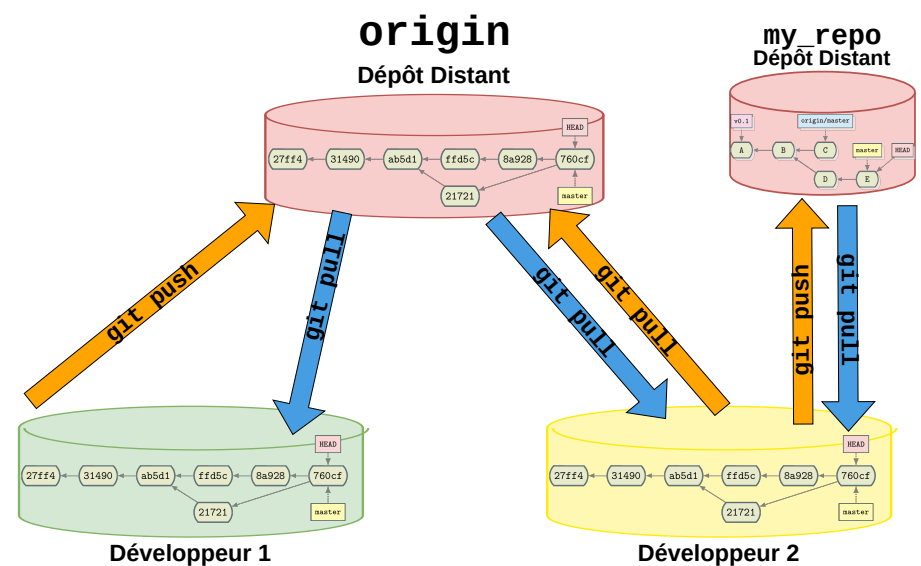 origin
Dépôt Distant
HEAD
27ff4 31490 ab5d1 ffd5c 8a928 760cf
21721
master
my_repo
Dépôt Distant
v0.1 origin/master
A B C master HEAD
D E
git push
git pull
git pull
git pull
git push
git pull
HEAD
27ff4 31490 ab5d1 ffd5c 8a928 760cf
21721
master
Développeur 1
HEAD
27ff4 31490 ab5d1 ffd5c 8a928 760cf
21721
master
Développeur 2